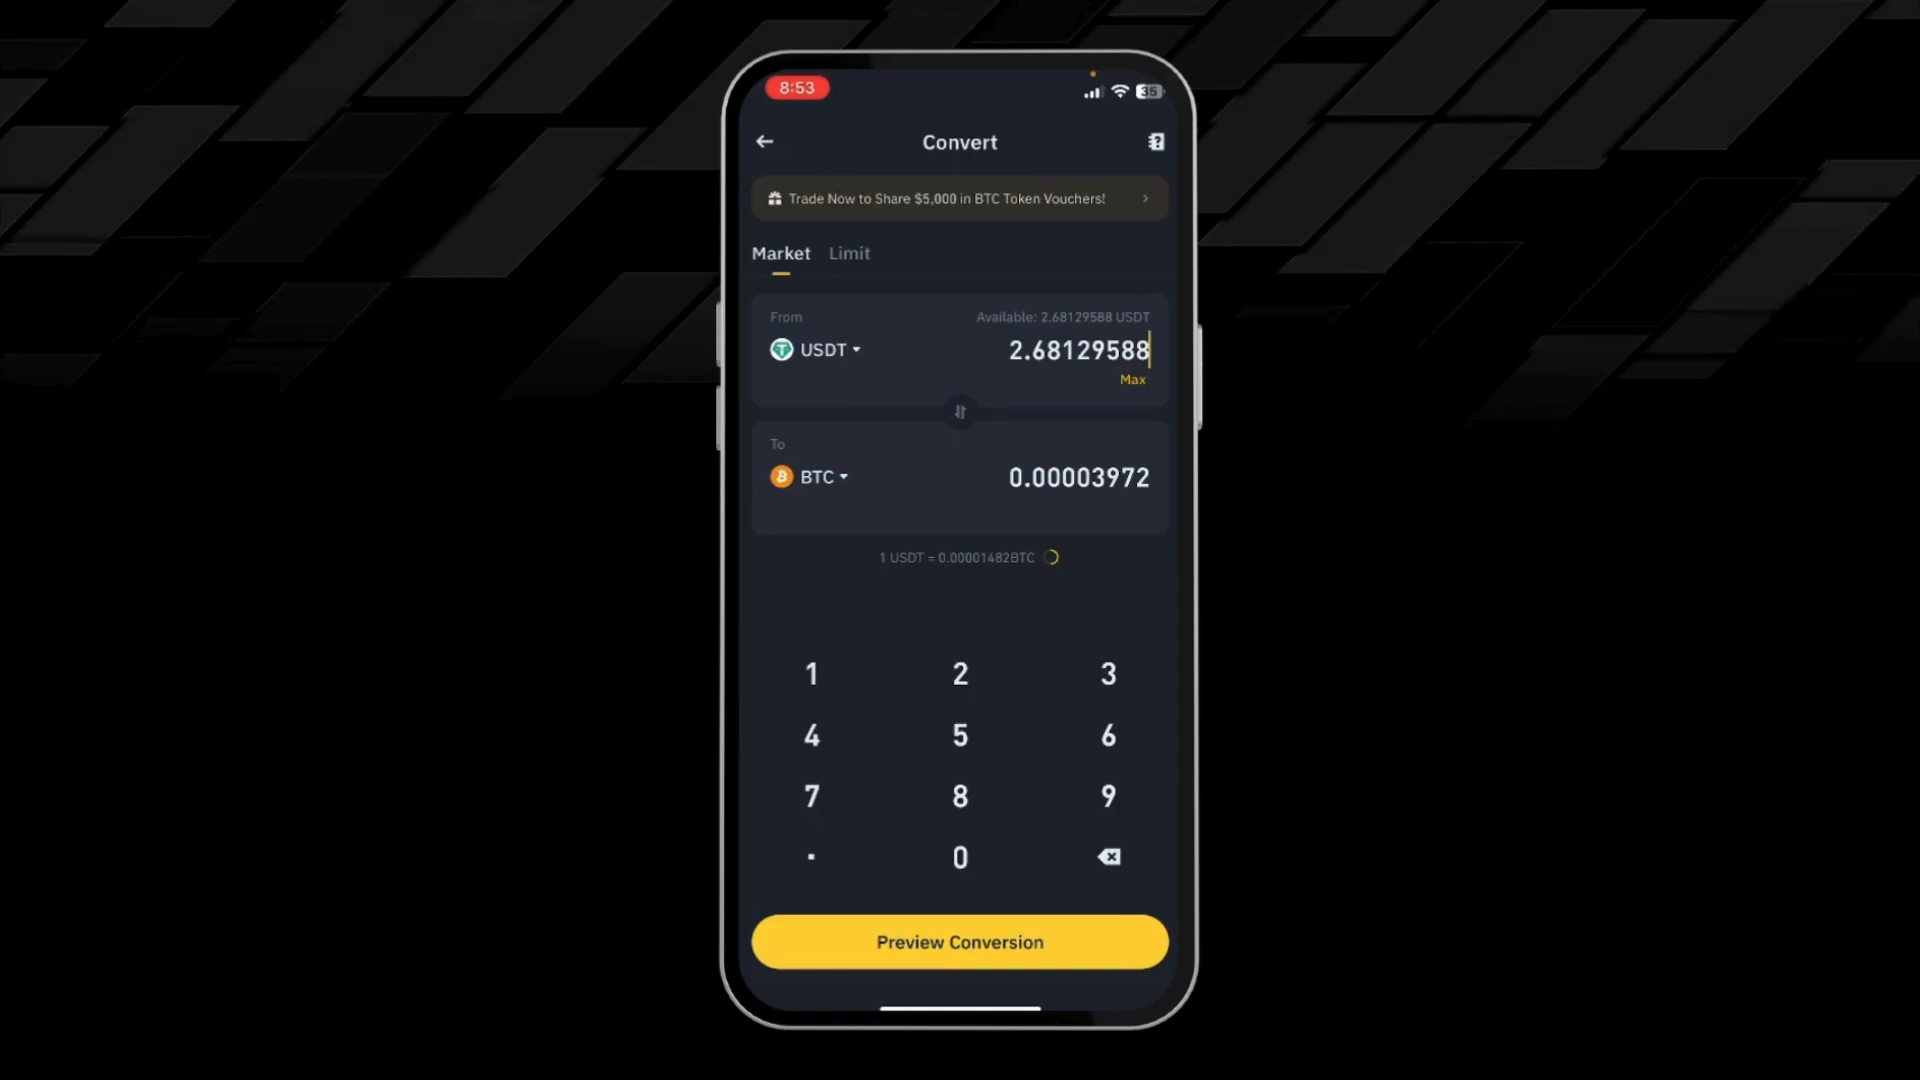 8:53
35
Convert
Trade Now to Share $5,000 in BTC Token Vouchers!
Market Limit
From Available: 2.68129588 USDT
USDT 2.68129588
Max
To
BTC 0.00003972
1 USDT = 0.00001482BTC
1 2 3
4 5 6
7 8 9
. 0
Preview Conversion